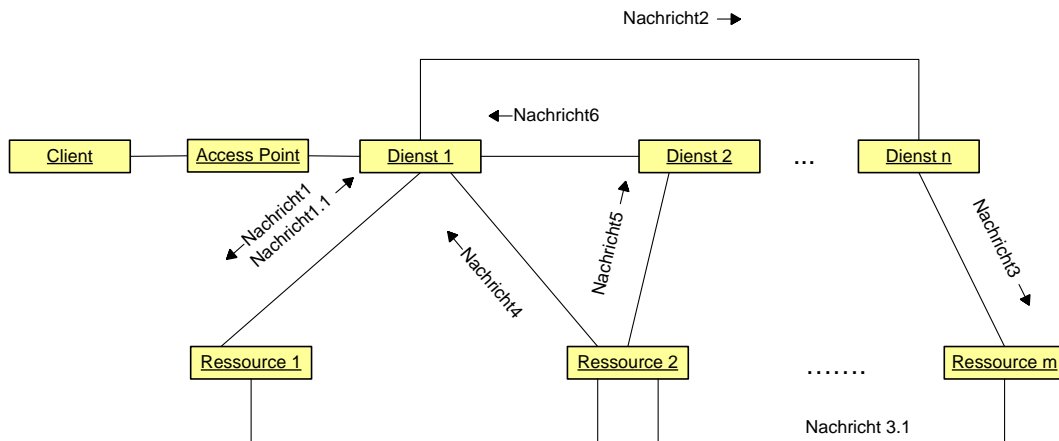 Nachricht2
Nachricht6
Client
Access Point
Dienst 1
Dienst 2
...
Dienst n
Nachricht1
Nachricht1.1
Nachricht4
Nachricht5
Nachricht3
Ressource 1
Ressource 2
.......
Ressource m
Nachricht 3.1